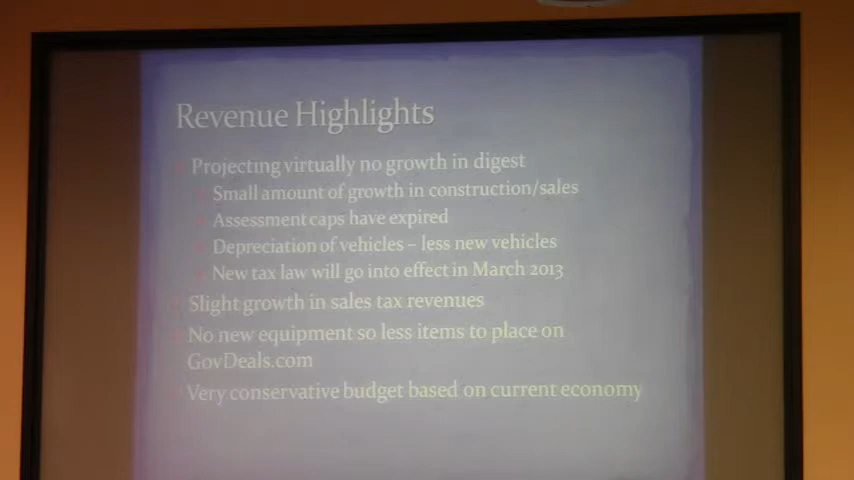 Revenue Highlights
Projecting virtually no growth in digest
Small amount of growth in construction/sales
Assessment caps have expired
Depreciation of vehicles – less new vehicles
New tax law will go into effect in March 2013
Slight growth in sales tax revenues
No new equipment so less items to place on
GovDeals.com
Very conservative budget based on current economy